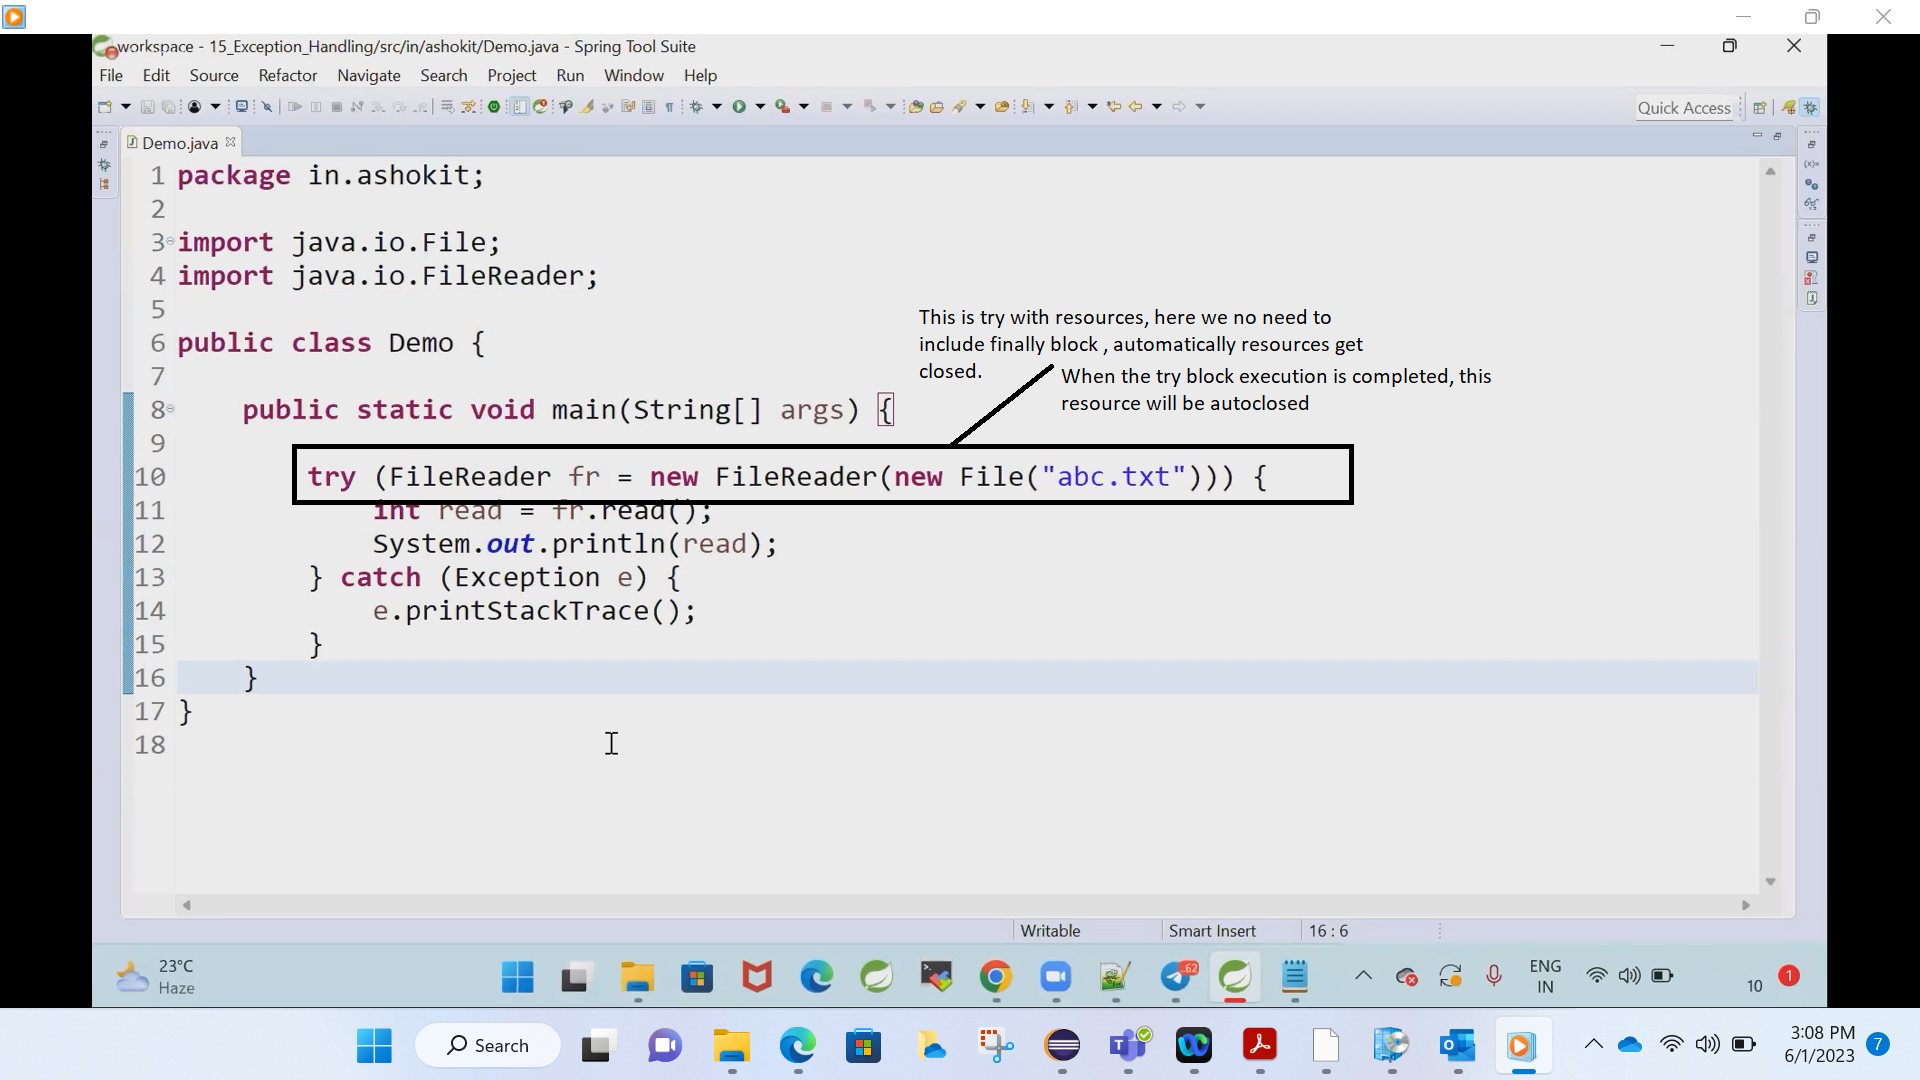 workspace - 15_Exception_Handling/src/in/ashokit/Demo.java - Spring Tool Suite
File Edit Source Refactor Navigate Search Project Run Window Help
Quick Access
Demo.java
1 package in.ashokit;
2
3 import java.io.File;
4 import java.io.FileReader;
5
6 public class Demo {
7
8 public static void main(String[] args) {
9
10 try (FileReader fr = new FileReader(new File("abc.txt"))) {
11 int read = fr.read();
12 System.out.println(read);
13 } catch (Exception e) {
14 e.printStackTrace();
15 }
16 }
17 }
18
This is try with resources, here we no need to
include finally block , automatically resources get
closed.
When the try block execution is completed, this
resource will be autoclosed
Writable Smart Insert 16 : 6
23°C
Haze
62
ENG
IN
10
1
Search
3:08 PM
6/1/2023
7